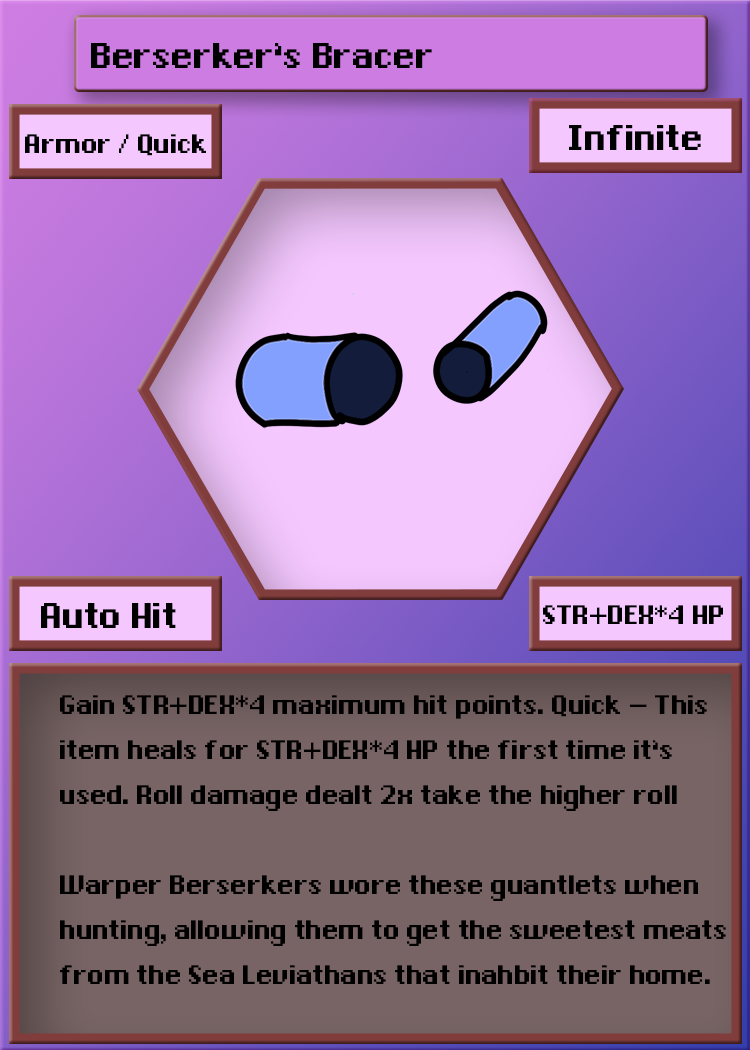 Berserker's Bracer
Armor / Quick
Infinite
Auto Hit
STR+DEX*4 HP
Gain STR+DEX*4 maximum hit points. Quick – This
item heals for STR+DEX*4 HP the first time it's
used. Roll damage dealt 2x take the higher roll
Warper Berserkers wore these guantlets when
hunting, allowing them to get the sweetest meats
from the Sea Leviathans that inahbit their home.